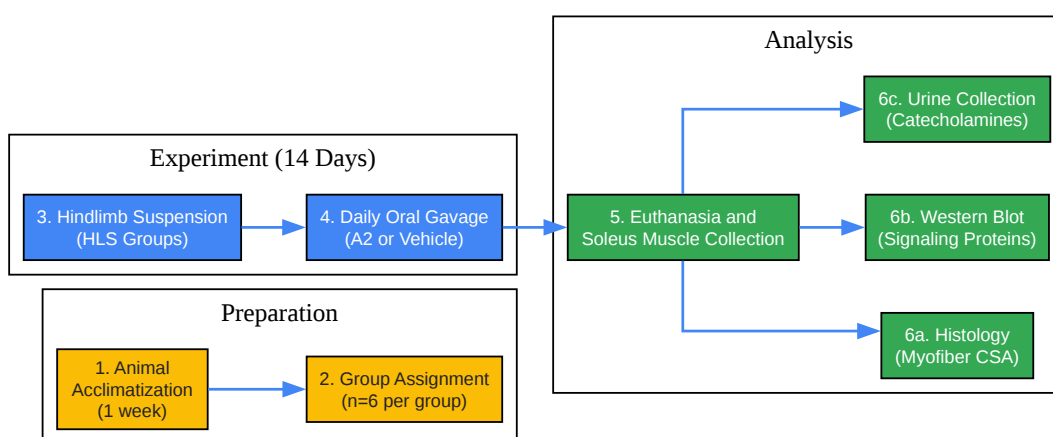 Analysis
6c. Urine Collection
(Catecholamines)
Experiment (14 Days)
3. Hindlimb Suspension
(HLS Groups)
4. Daily Oral Gavage
(A2 or Vehicle)
5. Euthanasia and
Soleus Muscle Collection
6b. Western Blot
(Signaling Proteins)
Preparation
6a. Histology
(Myofiber CSA)
1. Animal
Acclimatization
(1 week)
2. Group Assignment
(n=6 per group)